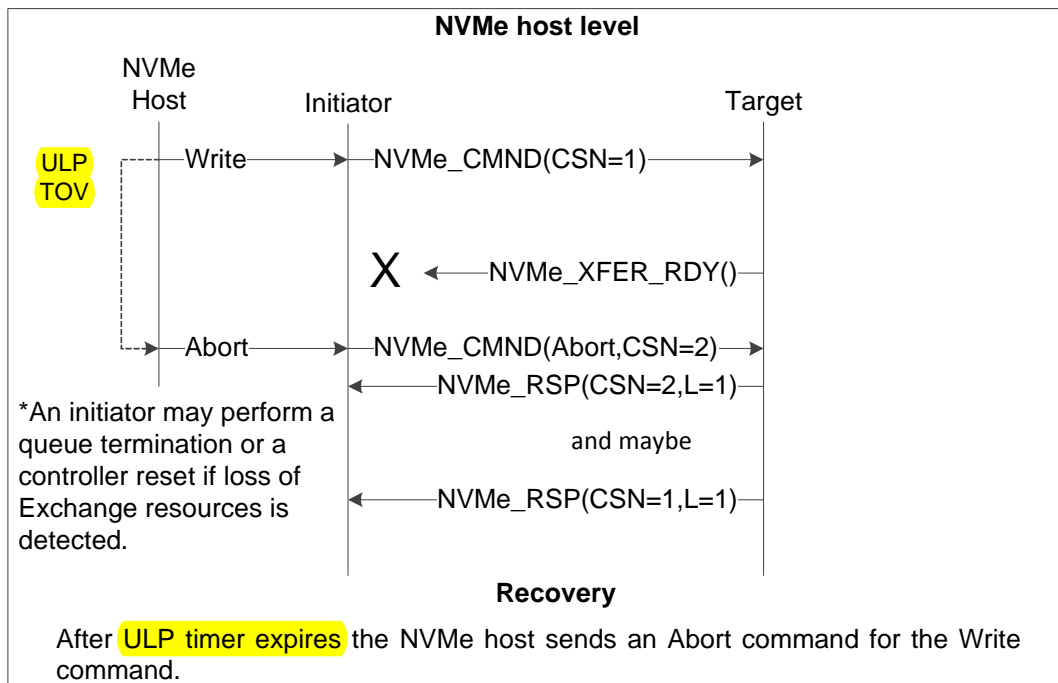 NVMe host level
NVMe
Host
Initiator
Target
ULP
TOV
Write
NVMe_CMND(CSN=1)
X
NVMe_XFER_RDY()
Abort
NVMe_CMND(Abort,CSN=2)
NVMe_RSP(CSN=2,L=1)
*An initiator may perform a
queue termination or a
controller reset if loss of
Exchange resources is
detected.
and maybe
NVMe_RSP(CSN=1,L=1)
Recovery
After ULP timer expires the NVMe host sends an Abort command for the Write
command.